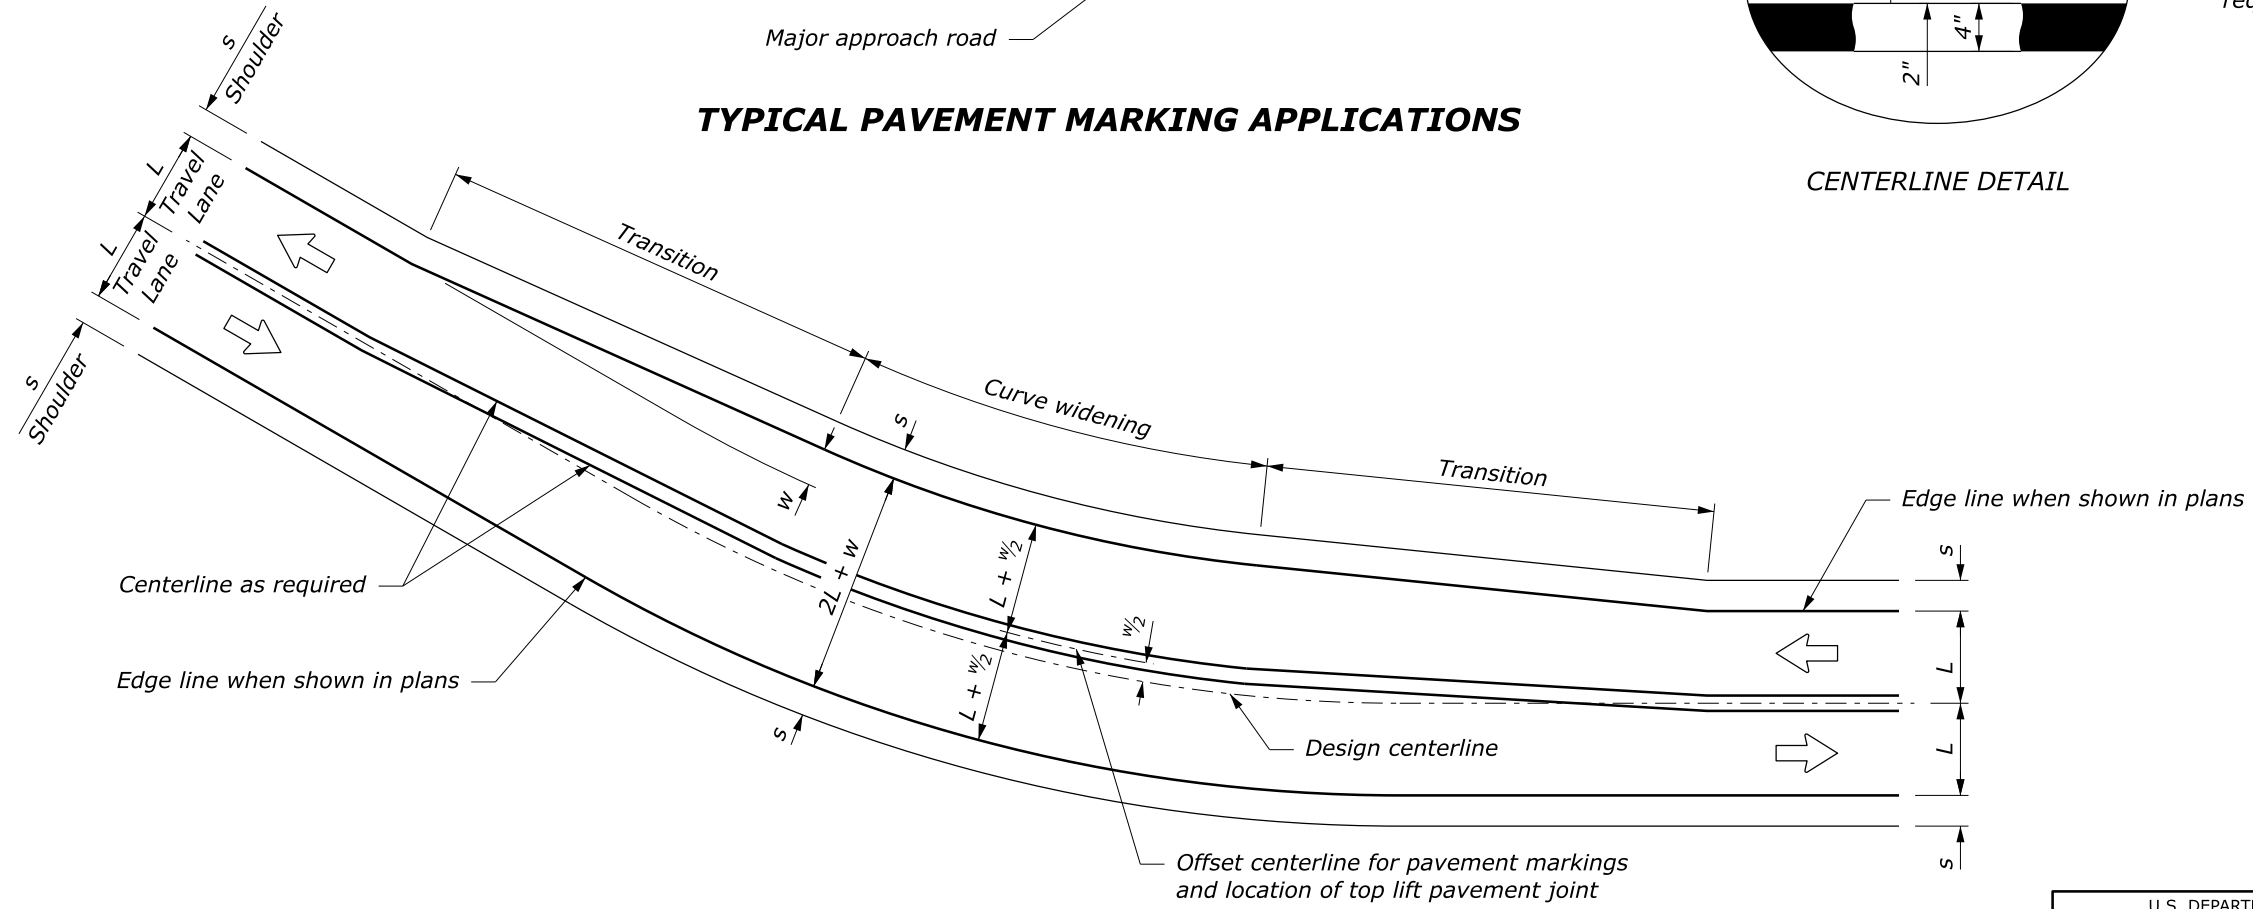 Major approach road
TYPICAL PAVEMENT MARKING APPLICATIONS
4"
2"
CENTERLINE DETAIL
s
Shoulder
L
Travel
Lane
L
Travel
Lane
s
Shoulder
Transition
Curve widening
Transition
s
w
2L + w
L + w/2
L + w/2
w/2
s
Edge line when shown in plans
Centerline as required
Edge line when shown in plans
Design centerline
Offset centerline for pavement markings
and location of top lift pavement joint
s
L
L
s